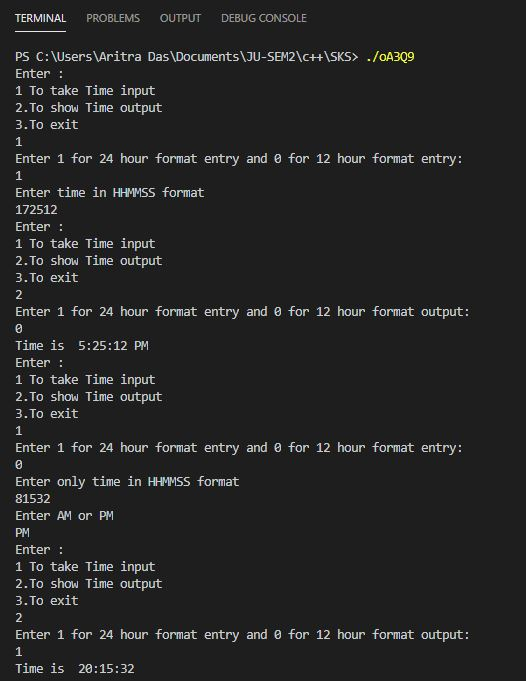 TERMINAL PROBLEMS OUTPUT DEBUG CONSOLE
PS C:\Users\Aritra Das\Documents\JU-SEM2\c++\SKS> ./oA3Q9
Enter :
1 To take Time input
2.To show Time output
3.To exit
1
Enter 1 for 24 hour format entry and 0 for 12 hour format entry:
1
Enter time in HHMMSS format
172512
Enter :
1 To take Time input
2.To show Time output
3.To exit
2
Enter 1 for 24 hour format entry and 0 for 12 hour format output:
0
Time is  5:25:12 PM
Enter :
1 To take Time input
2.To show Time output
3.To exit
1
Enter 1 for 24 hour format entry and 0 for 12 hour format entry:
0
Enter only time in HHMMSS format
81532
Enter AM or PM
PM
Enter :
1 To take Time input
2.To show Time output
3.To exit
2
Enter 1 for 24 hour format entry and 0 for 12 hour format output:
1
Time is  20:15:32